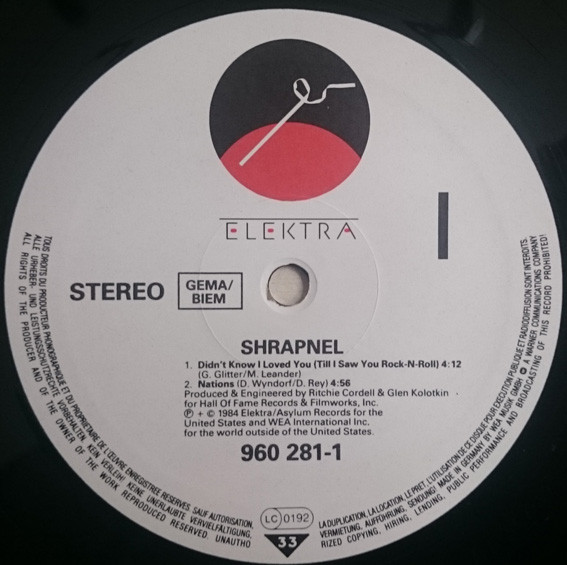 ELEKTRA
I
STEREO
GEMA/
BIEM
SHRAPNEL
1. Didn't Know I Loved You (Till I Saw You Rock-N-Roll) 4:12
(G. Glitter/M. Leander)
2. Nations (D. Wyndorf/D. Rey) 4:56
Produced & Engineered by Ritchie Cordell & Glen Kolotkin
for Hall Of Fame Records & Filmworks, Inc.
℗ + © 1984 Elektra/Asylum Records for the
United States and WEA International Inc.
for the world outside of the United States.
960 281-1
LC 0192
33
TOUS DROITS DU PRODUCTEUR PHONOGRAPHIQUE ET DU PROPRIETAIRE DE L'ŒUVRE ENREGISTREE RESERVES. SAUF AUTORISATION, LA DUPLICATION, LA LOCATION, LE PRET, L'UTILISATION DE CE DISQUE POUR EXECUTION PUBLIQUE ET RADIODIFFUSION SONT INTERDITS.
ALLE URHEBER- UND LEISTUNGSSCHUTZRECHTE VORBEHALTEN. KEIN VERLEIH! KEINE UNERLAUBTE VERVIELFÄLTIGUNG, VERMIETUNG, AUFFÜHRUNG, SENDUNG! MADE IN GERMANY BY WEA MUSIK GMBH. A WARNER COMMUNICATIONS COMPANY
ALL RIGHTS OF THE PRODUCER AND OF THE OWNER OF THE WORK REPRODUCED RESERVED. UNAUTHORIZED COPYING, HIRING, LENDING, PUBLIC PERFORMANCE AND BROADCASTING OF THIS RECORD PROHIBITED!